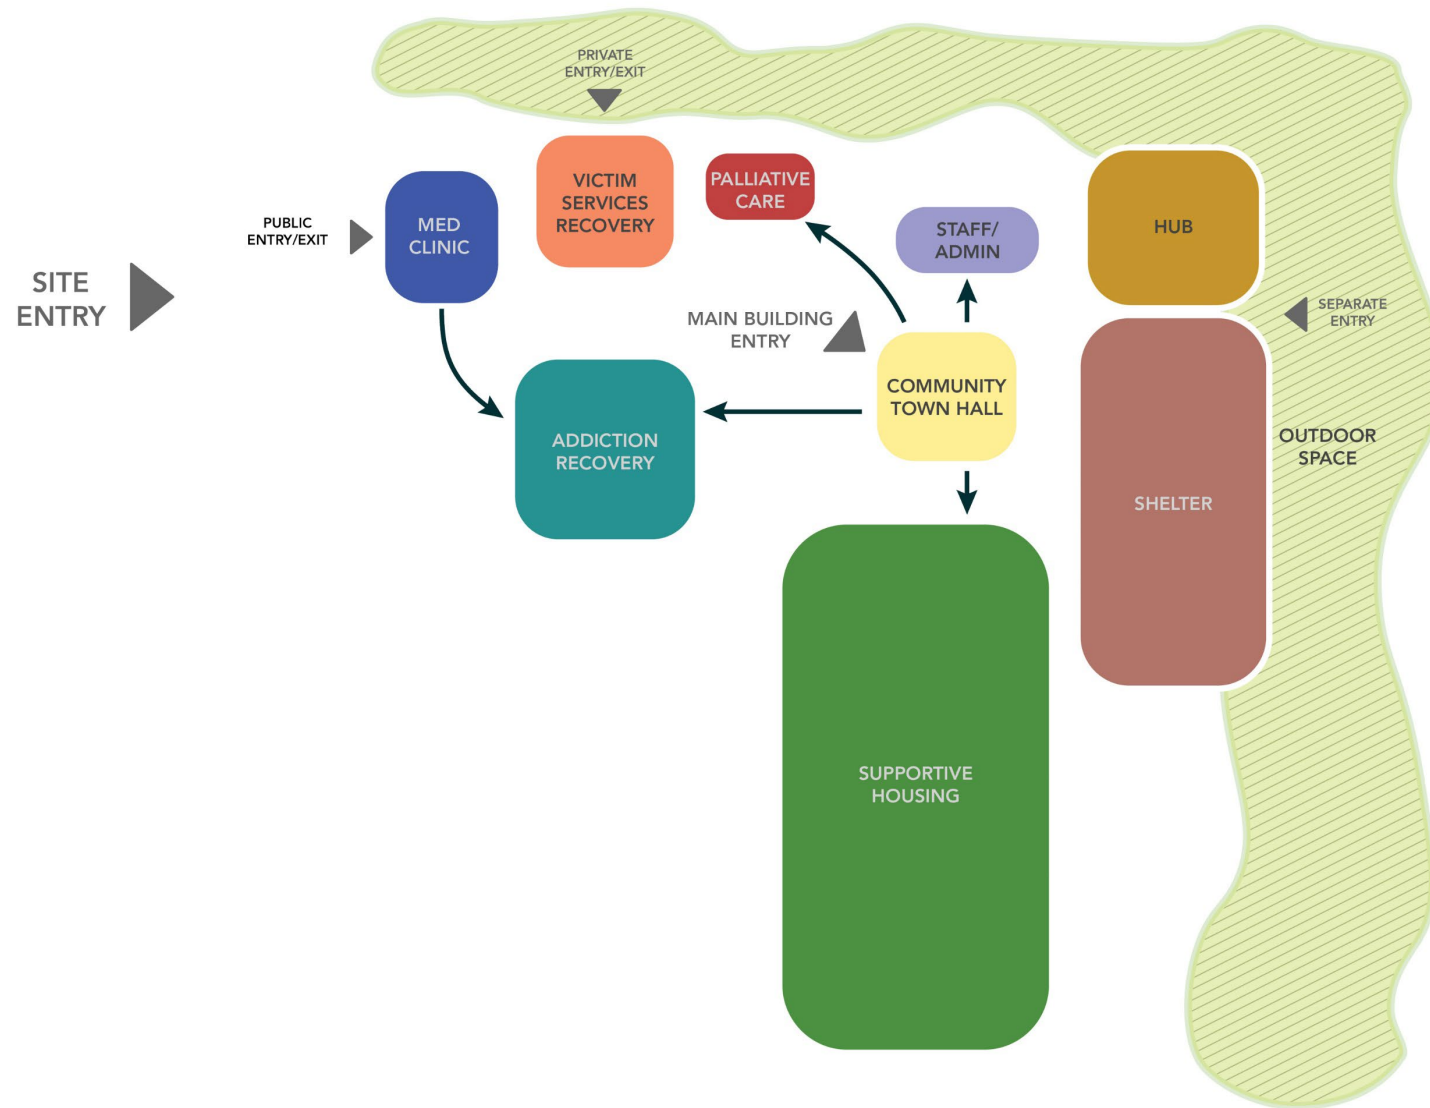 PRIVATE
ENTRY/EXIT
VICTIM
SERVICES
RECOVERY
PALLIATIVE
CARE
PUBLIC
ENTRY/EXIT
MED
CLINIC
STAFF/
ADMIN
HUB
SITE
ENTRY
MAIN BUILDING
ENTRY
SEPARATE
ENTRY
COMMUNITY
TOWN HALL
ADDICTION
RECOVERY
OUTDOOR
SPACE
SHELTER
SUPPORTIVE
HOUSING